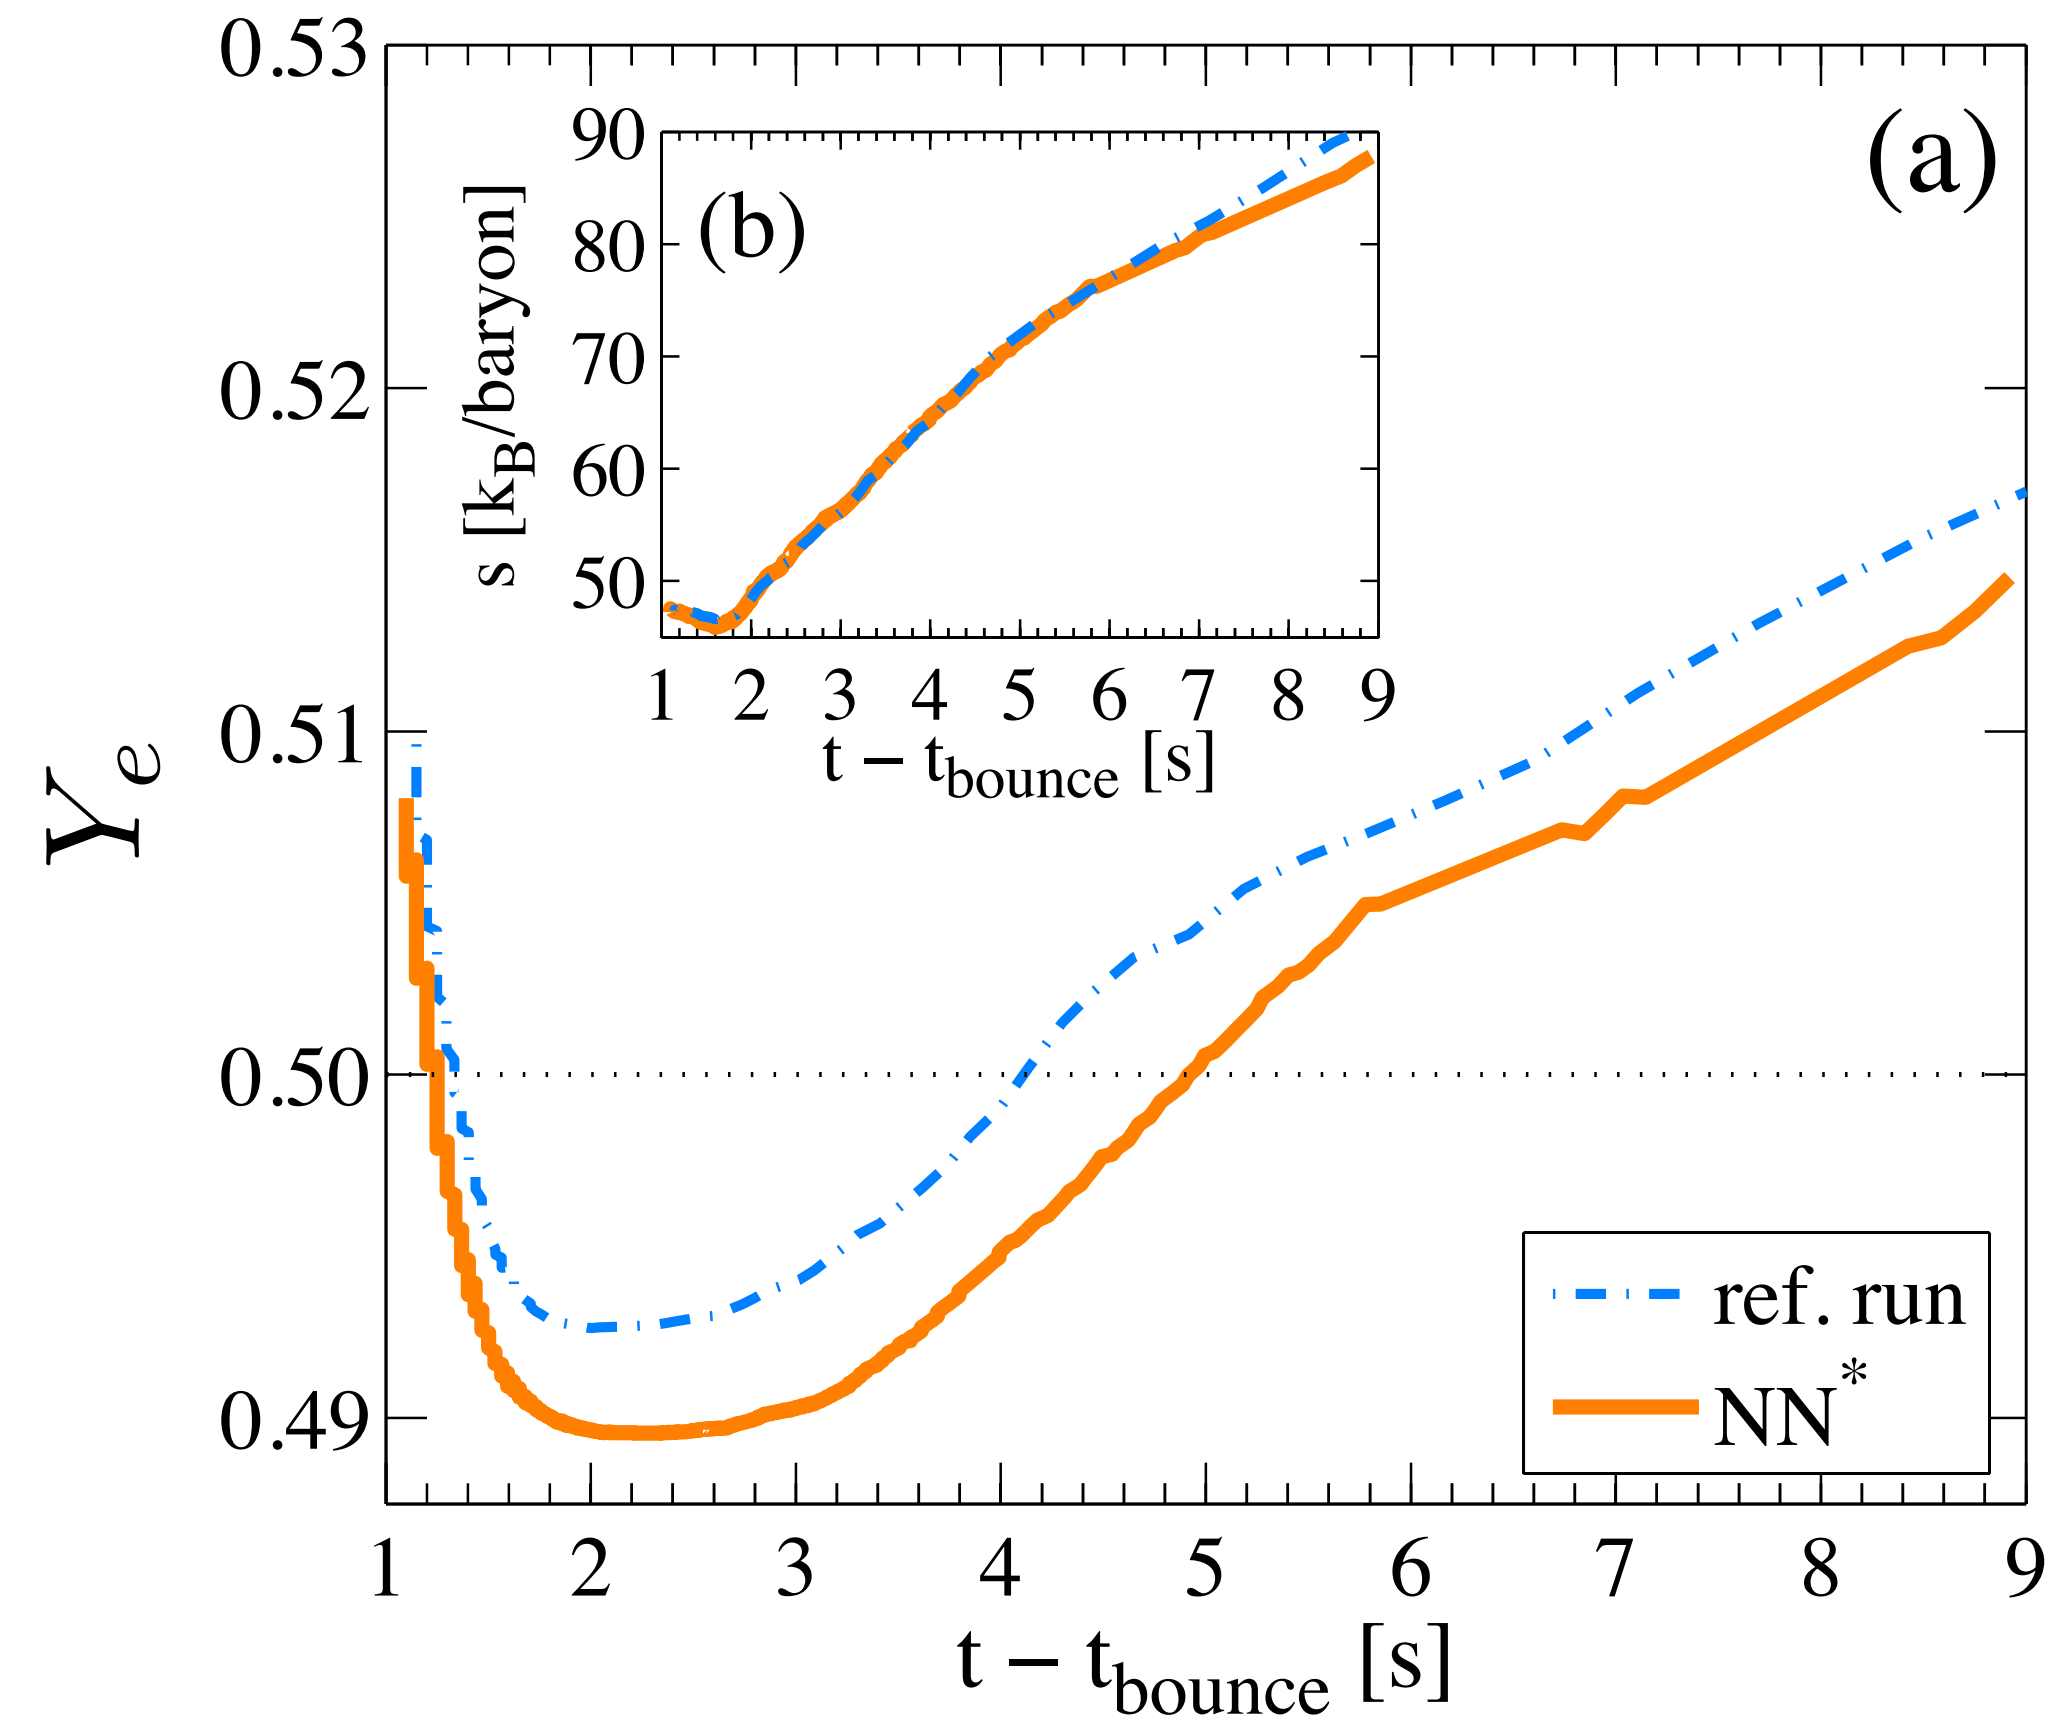 0.53
0.52
0.51
0.50
0.49
Y_e
(a)
90
80
70
60
50
s [k_B/baryon]
(b)
1 2 3 4 5 6 7 8 9
t − t_bounce [s]
ref. run
NN*
1 2 3 4 5 6 7 8 9
t − t_bounce [s]